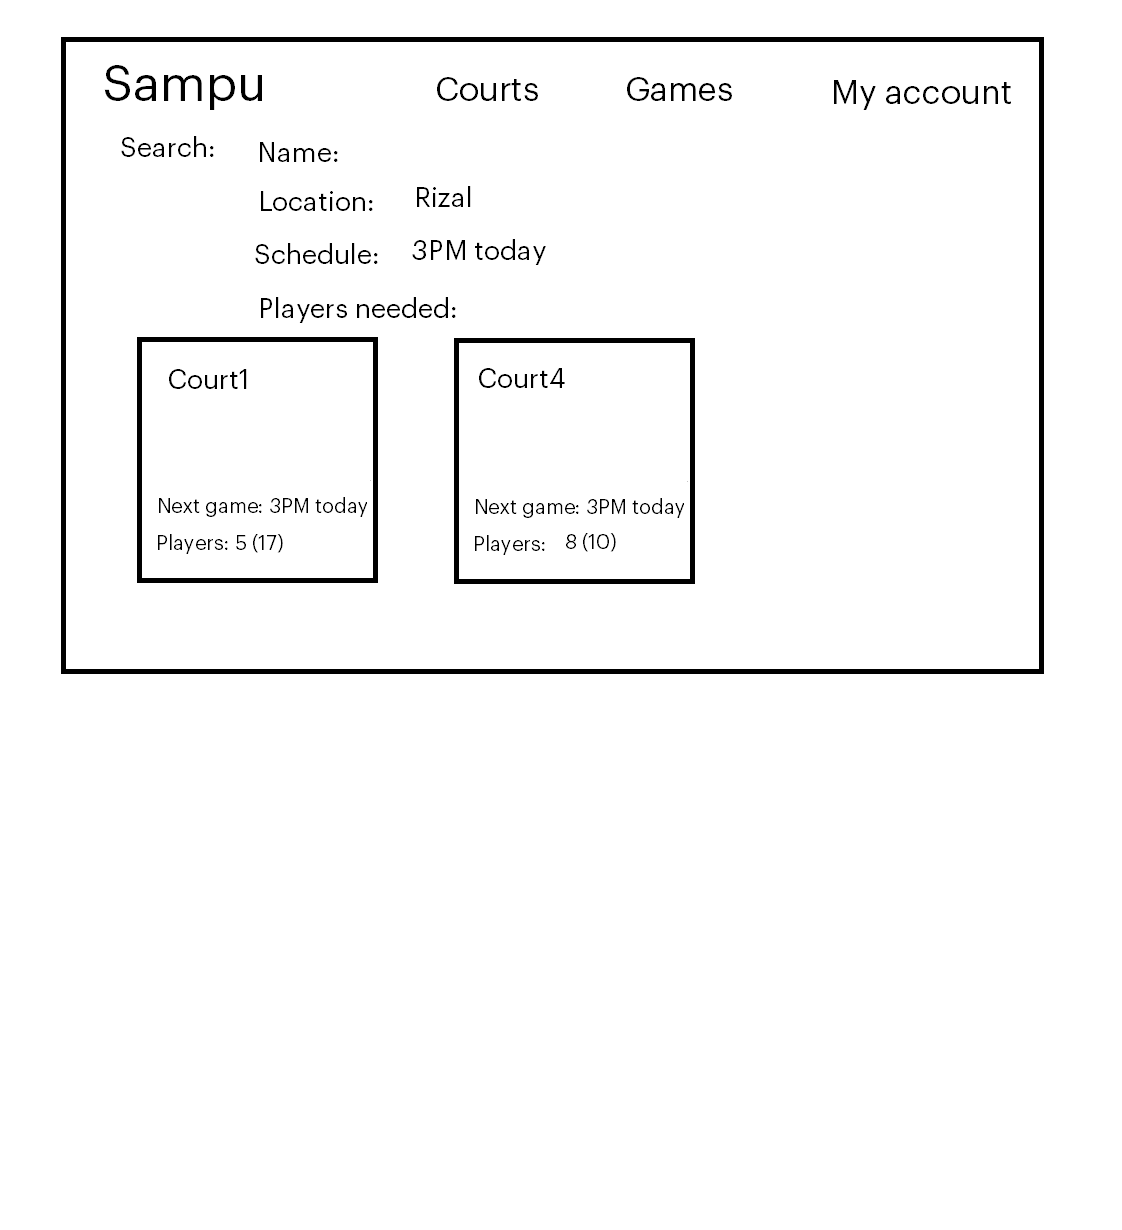 Sampu Courts Games My account
Search: Name:
Location: Rizal
Schedule: 3PM today
Players needed:
Court1
Next game: 3PM today
Players: 5 (17)
Court4
Next game: 3PM today
Players: 8 (10)